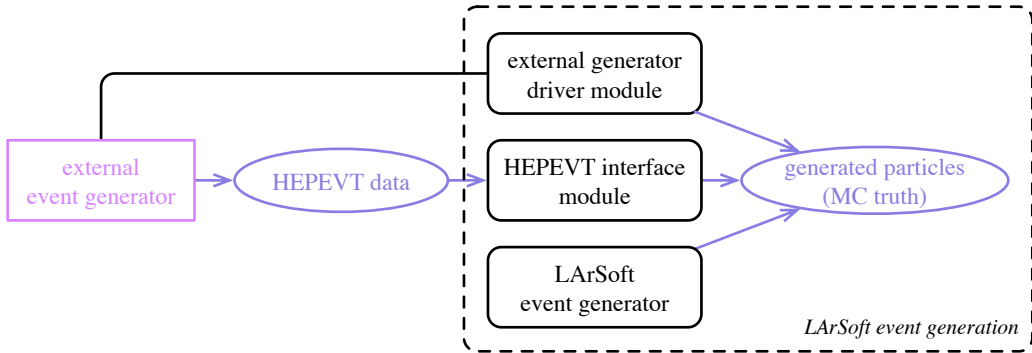 external generator
driver module
external
event generator
HEPEVT data
HEPEVT interface
module
generated particles
(MC truth)
LArSoft
event generator
LArSoft event generation